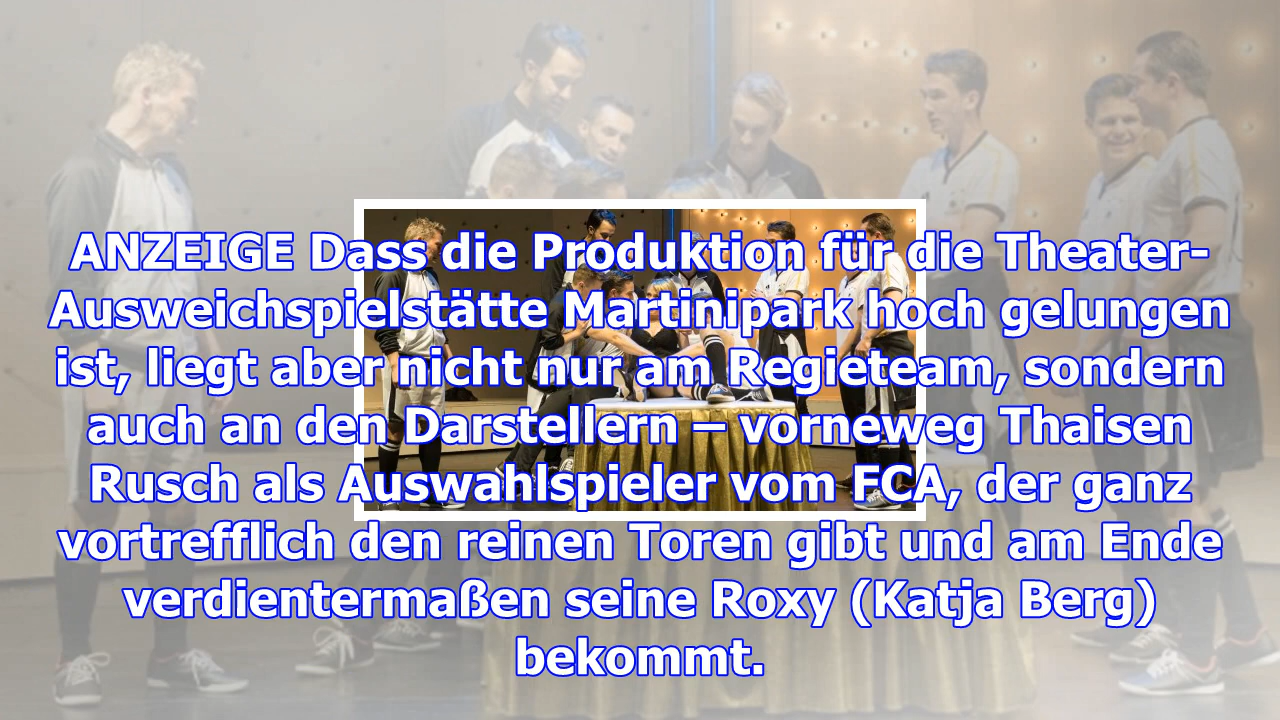 ANZEIGE Dass die Produktion für die Theater-
Ausweichspielstätte Martinipark hoch gelungen
ist, liegt aber nicht nur am Regieteam, sondern
auch an den Darstellern – vorneweg Thaisen
Rusch als Auswahlspieler vom FCA, der ganz
vortrefflich den reinen Toren gibt und am Ende
verdientermaßen seine Roxy (Katja Berg)
bekommt.